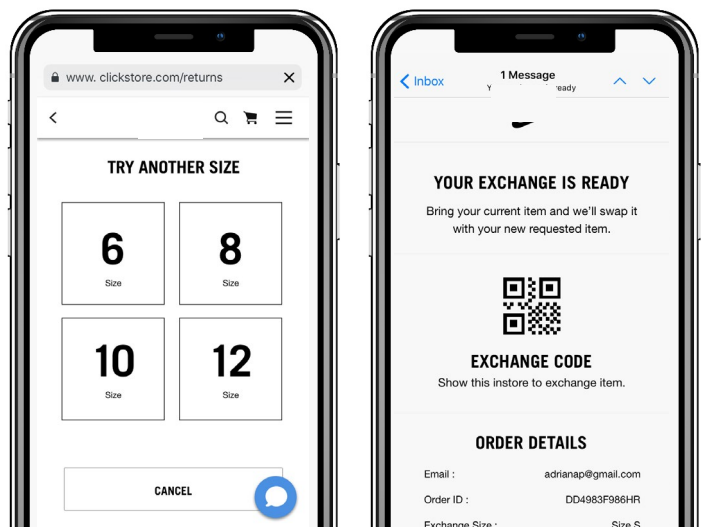 www. clickstore.com/returns
TRY ANOTHER SIZE
6
Size
8
Size
10
Size
12
Size
CANCEL
Inbox
1 Message
ready
YOUR EXCHANGE IS READY
Bring your current item and we'll swap it
with your new requested item.
EXCHANGE CODE
Show this instore to exchange item.
ORDER DETAILS
Email : adrianap@gmail.com
Order ID : DD4983F986HR
Exchange Size : Size S